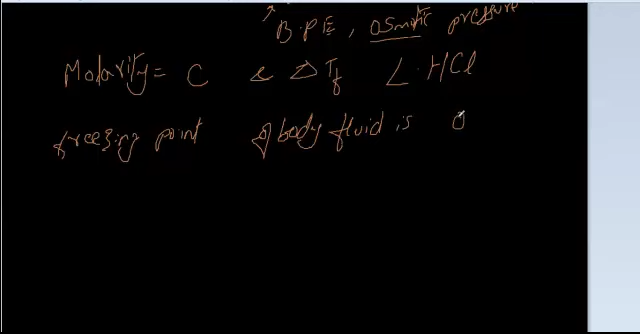 B.P.E, osmotic pressure
Molarity = C & ΔTf L. HCl
freezing point of body fluid is 0